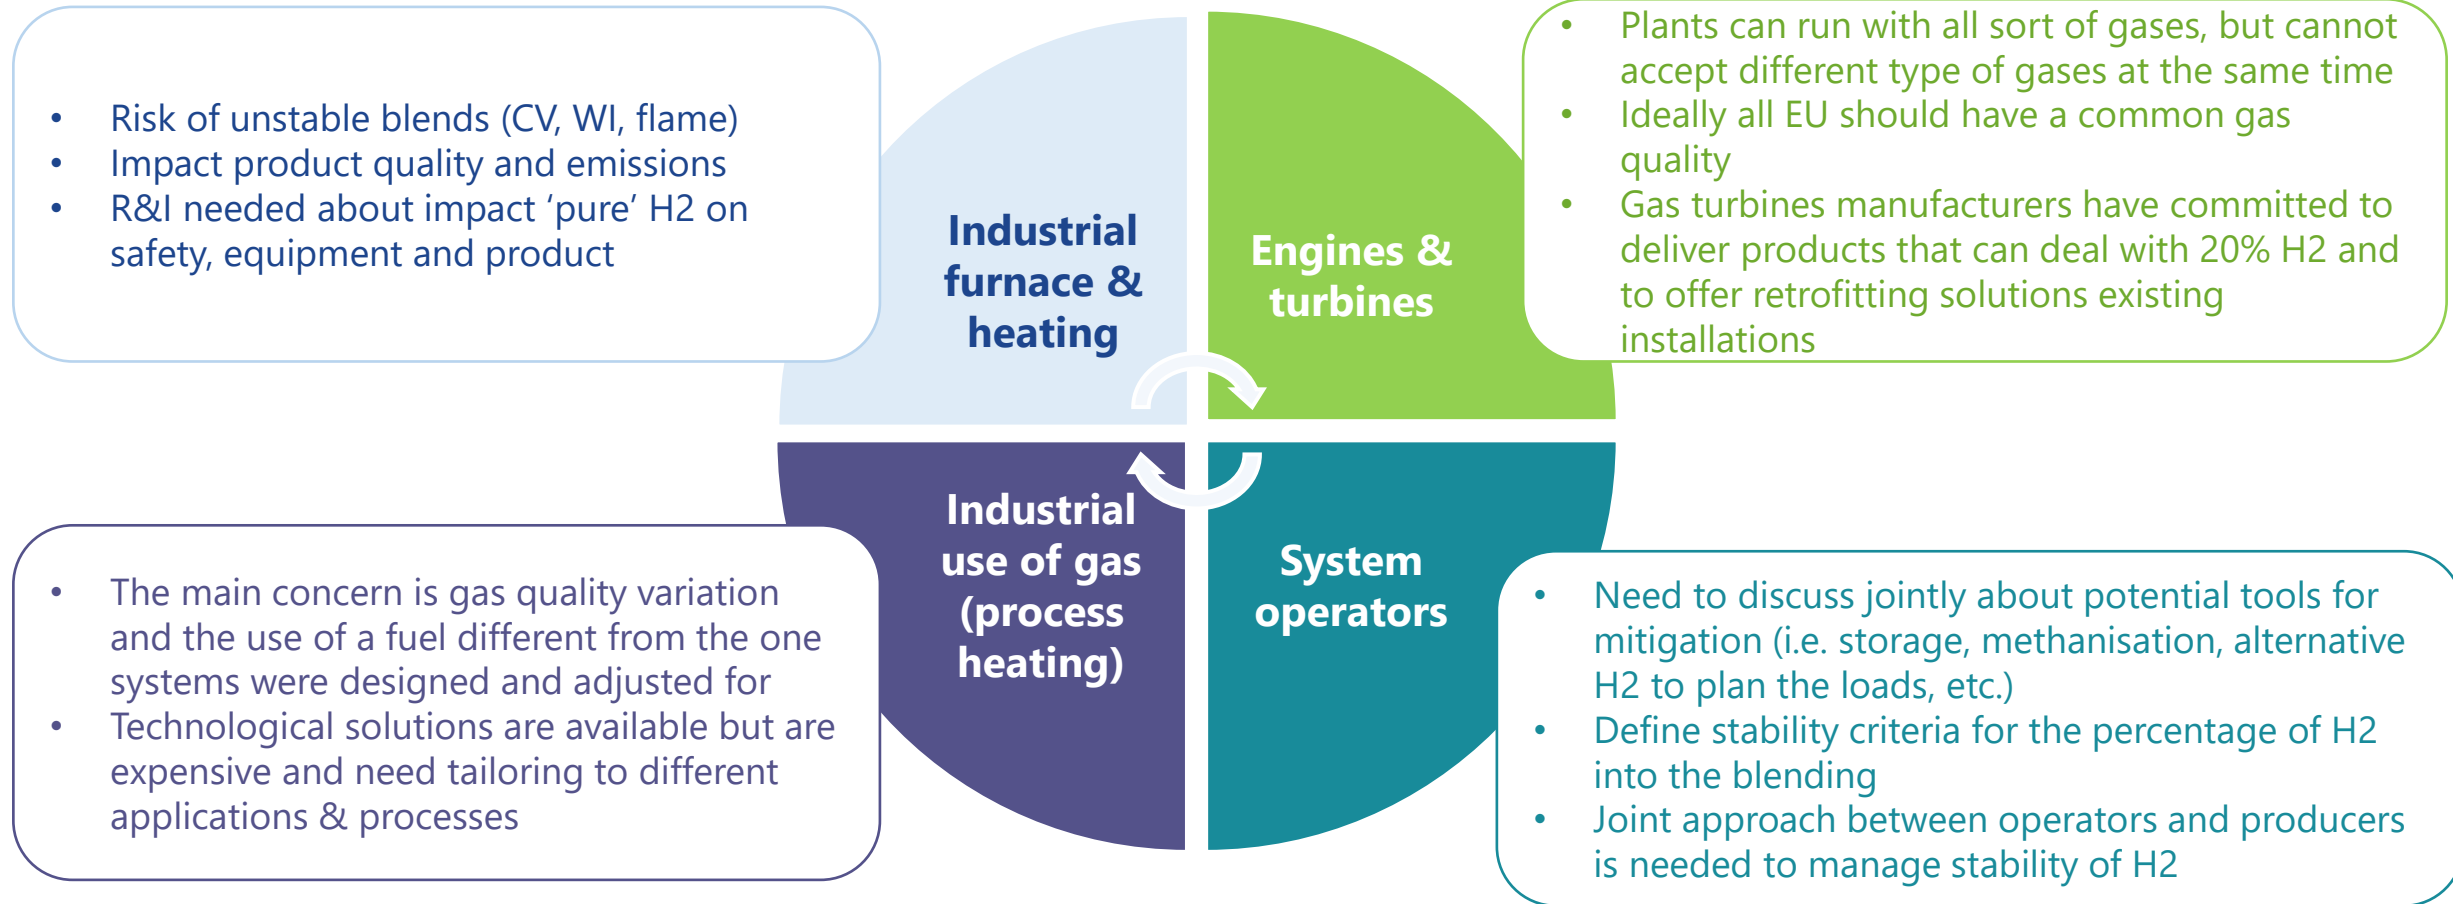 • Risk of unstable blends (CV, WI, flame)
• Impact product quality and emissions
• R&I needed about impact ‘pure’ H2 on
safety, equipment and product
Industrial
furnace &
heating
Engines &
turbines
• Plants can run with all sort of gases, but cannot
accept different type of gases at the same time
• Ideally all EU should have a common gas
quality
• Gas turbines manufacturers have committed to
deliver products that can deal with 20% H2 and
to offer retrofitting solutions existing
installations
• The main concern is gas quality variation
and the use of a fuel different from the one
systems were designed and adjusted for
• Technological solutions are available but are
expensive and need tailoring to different
applications & processes
Industrial
use of gas
(process
heating)
System
operators
• Need to discuss jointly about potential tools for
mitigation (i.e. storage, methanisation, alternative
H2 to plan the loads, etc.)
• Define stability criteria for the percentage of H2
into the blending
• Joint approach between operators and producers
is needed to manage stability of H2